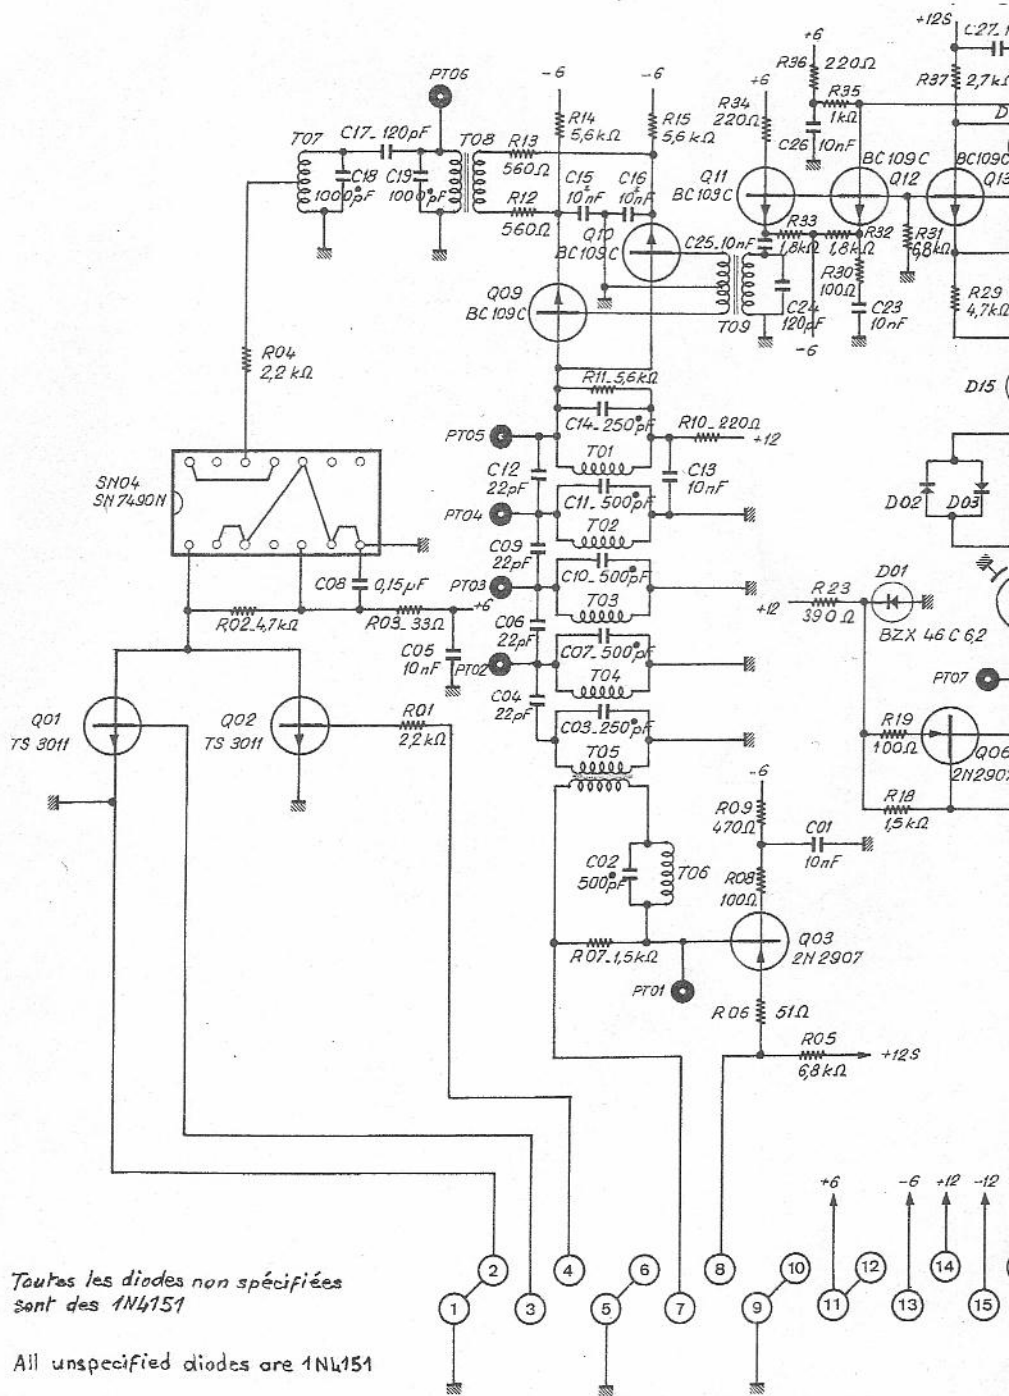 +12S
C27
+6
R36
220Ω
R37
2,7kΩ
PT06
-6
-6
+6
R35
1kΩ
D
R34
220Ω
R14
5,6kΩ
R15
5,6kΩ
C26
10nF
T07
C17_120pF
T08
R13
560Ω
BC109C
BC109C
Q11
Q12
Q13
C18
1000pF
C19
1000pF
C15
10nF
C16
10nF
R12
560Ω
Q10
BC109C
C25_10nF
R33
1,8kΩ
R32
1,8kΩ
R31
6,8kΩ
R30
100Ω
R29
4,7kΩ
Q09
BC109C
T09
C24
120pF
C23
10nF
-6
R04
2,2kΩ
R11_5,6kΩ
D15
C14_250pF
R10_220Ω
+12
PT05
T01
C12
22pF
C13
10nF
SN04
SN7490N
C11_500pF
D02
D03
PT04
T02
C09
22pF
C10_500pF
C08
0,15µF
PT03
T03
+12
R23
390Ω
D01
BZX 46 C 6,2
R02_4,7kΩ
R03_33Ω
+6
C06
22pF
C07_500pF
C05
10nF
PT02
T04
PT07
C04
22pF
C03_250pF
Q01
TS 3011
Q02
TS 3011
R01
2,2kΩ
R19
100Ω
Q06
2N2907
T05
-6
R18
1,5kΩ
R09
470Ω
C01
10nF
C02
500pF
T06
R08
100Ω
R07_1,5kΩ
Q03
2N2907
PT01
R06
51Ω
R05
6,8kΩ
+12S
+6
-6
+12
-12
2
4
6
8
10
12
14
1
3
5
7
9
11
13
15
Toutes les diodes non spécifiées
sont des 1N4151
All unspecified diodes are 1N4151